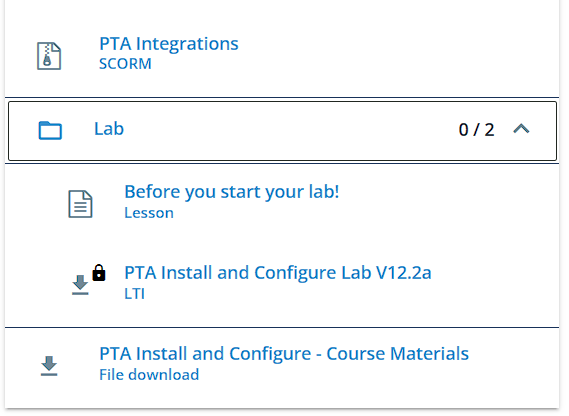 PTA Integrations
SCORM
Lab 0 / 2
Before you start your lab!
Lesson
PTA Install and Configure Lab V12.2a
LTI
PTA Install and Configure - Course Materials
File download